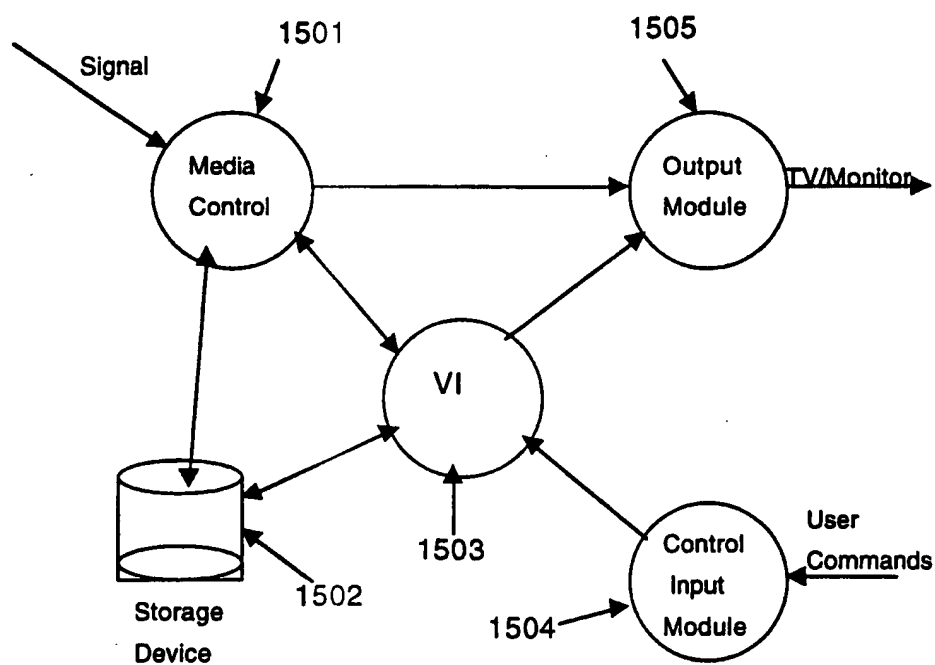 1501
1505
Signal
Media
Control
Output
Module
TV/Monitor
VI
1503
1502
Storage
Device
1504
Control
Input
Module
User
Commands